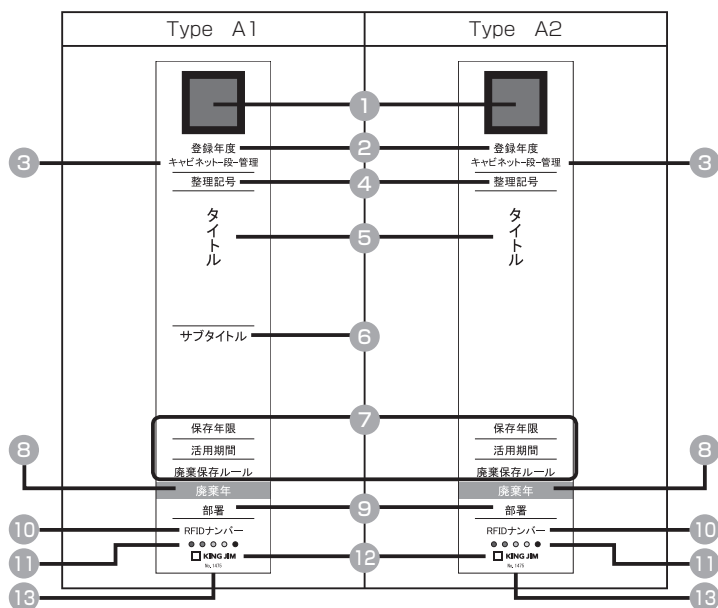 Type A1 Type A2
1
登録年度 2 登録年度
3 キャビネット-段-管理 キャビネット-段-管理 3
整理記号 4 整理記号
タイトル 5 タイトル
サブタイトル 6
7
保存年限 保存年限
活用期間 活用期間
8 廃棄保存ルール 廃棄保存ルール 8
廃棄年 廃棄年
部署 9 部署
10 RFIDナンバー RFIDナンバー 10
11 12 11
KING JIM KING JIM
No. 1475 No. 1475
13 13